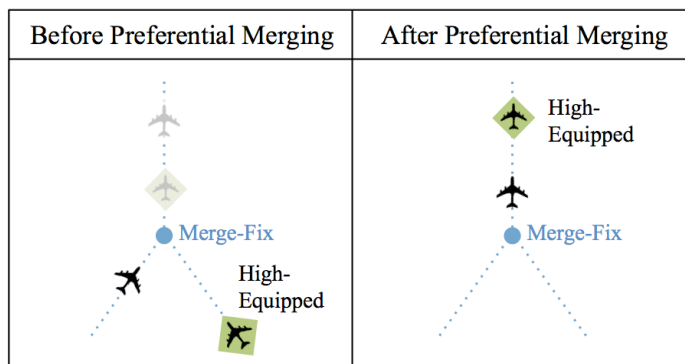 Before Preferential Merging
After Preferential Merging
Merge-Fix
High-
Equipped
High-
Equipped
Merge-Fix